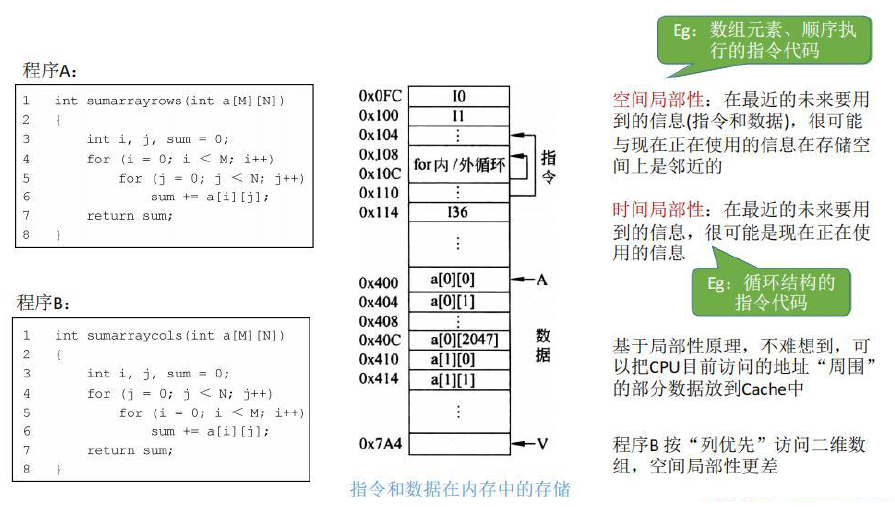 程序A：
1 int sumarrayrows(int a[M][N])
2 {
3 int i, j, sum = 0;
4 for (i = 0; i < M; i++)
5 for (j = 0; j < N; j++)
6 sum += a[i][j];
7 return sum;
8 }
程序B：
1 int sumarraycols(int a[M][N])
2 {
3 int i, j, sum = 0;
4 for (j = 0; j < N; j++)
5 for (i = 0; i < M; i++)
6 sum += a[i][j];
7 return sum;
8 }
0x0FC I0
0x100 I1
0x104 ⋮
0x108
for内/外循环
0x10C
0x110 ⋮
0x114 I36
⋮
指令
0x400 a[0][0] A
0x404 a[0][1]
0x408 ⋮
0x40C a[0][2047]
0x410 a[1][0]
0x414 a[1][1]
⋮
数据
0x7A4 V
指令和数据在内存中的存储
Eg：数组元素、顺序执
行的指令代码
空间局部性：在最近的未来要用
到的信息(指令和数据)，很可能
与现在正在使用的信息在存储空
间上是邻近的
时间局部性：在最近的未来要用
到的信息，很可能是现在正在使
用的信息
Eg：循环结构的
指令代码
基于局部性原理，不难想到，可
以把CPU目前访问的地址“周围”
的部分数据放到Cache中
程序B 按“列优先”访问二维数
组，空间局部性更差